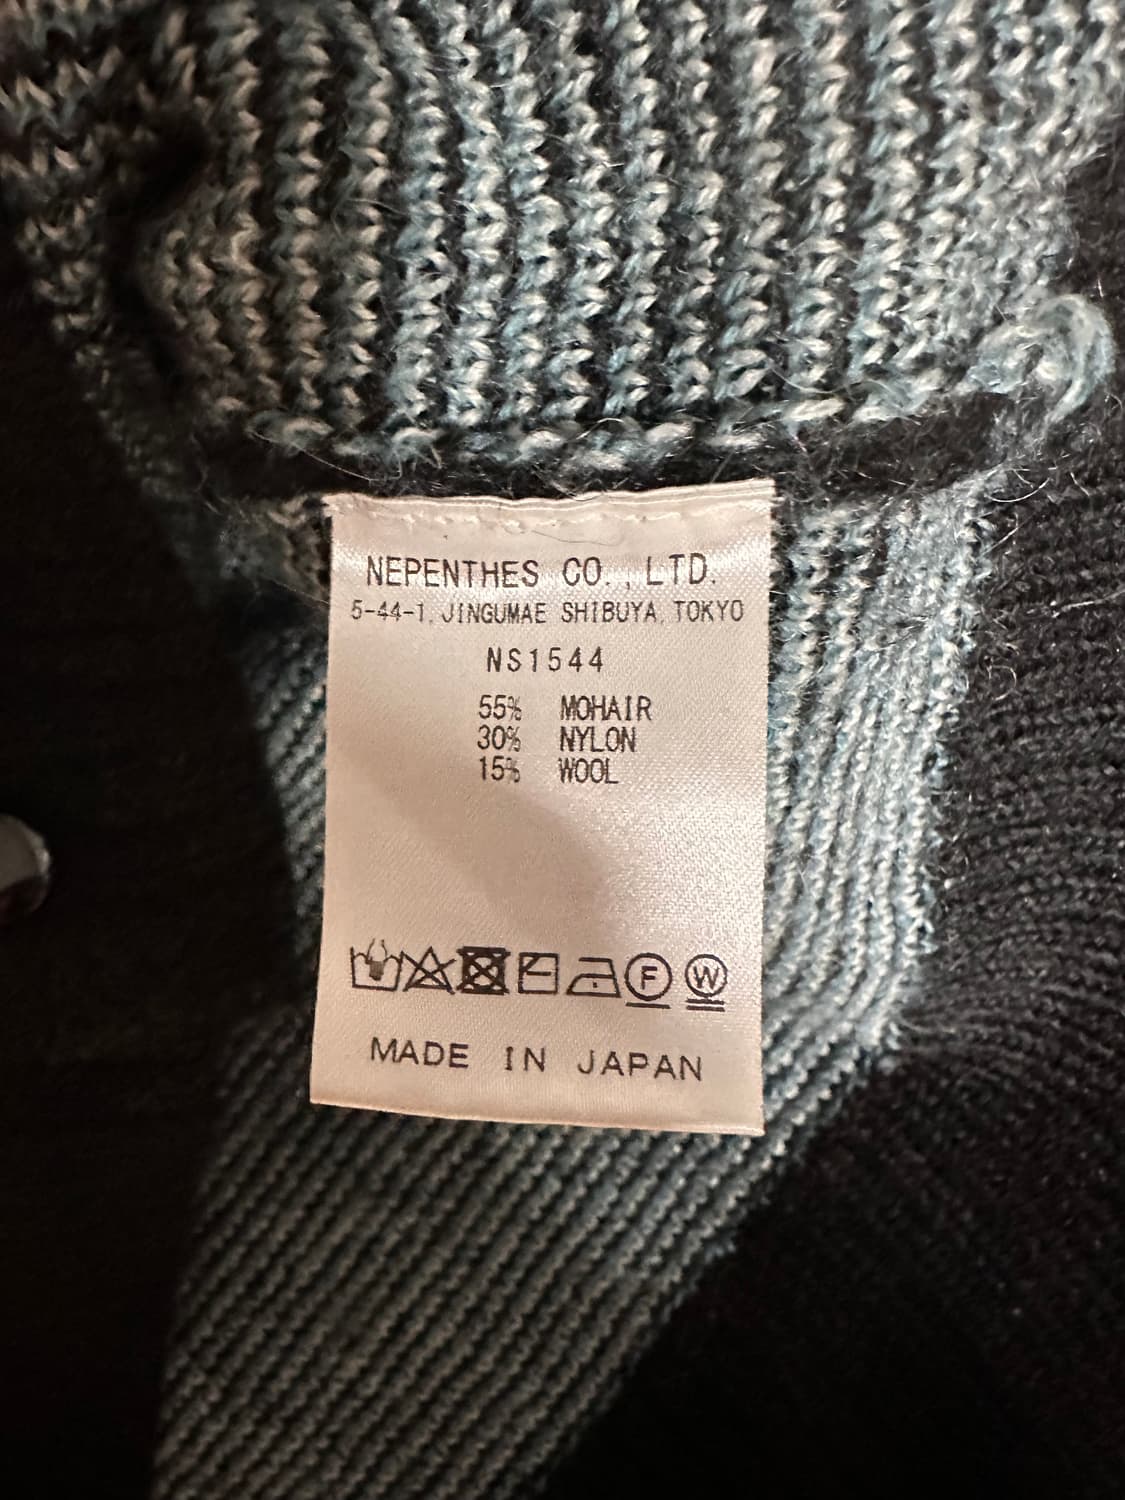 NEPENTHES CO., LTD.
5-44-1, JINGUMAE SHIBUYA, TOKYO
NS1544
55% MOHAIR
30% NYLON
15% WOOL
F W
MADE IN JAPAN